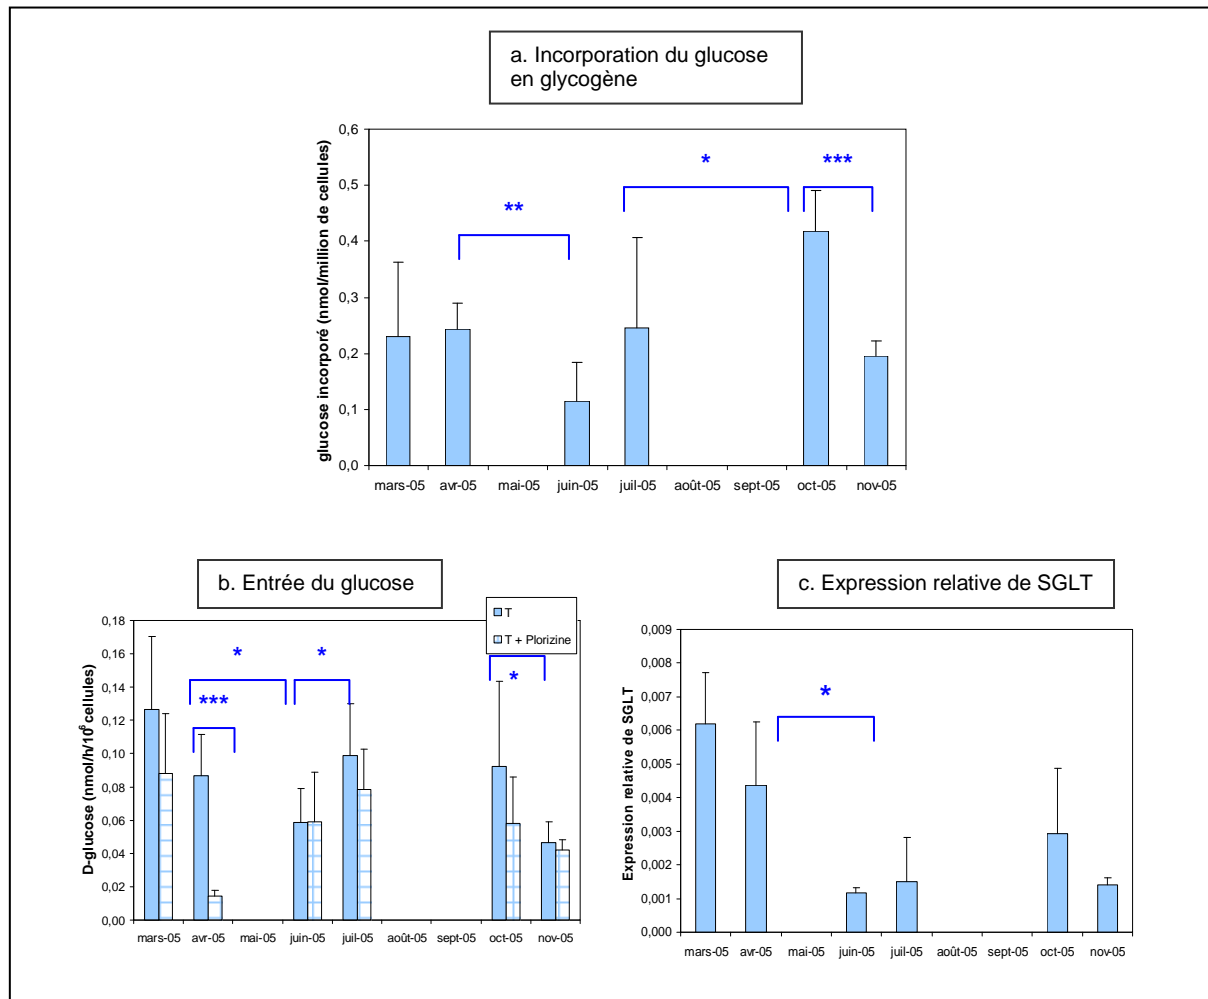 a. Incorporation du glucose
en glycogène
glucose incorporé (nmol/million de cellules)
0,6
0,5
0,4
0,3
0,2
0,1
0,0
**
*
***
mars-05 avr-05 mai-05 juin-05 juil-05 août-05 sept-05 oct-05 nov-05
b. Entrée du glucose
D-glucose (nmol/h/10⁶ cellules)
0,18
0,16
0,14
0,12
0,10
0,08
0,06
0,04
0,02
0,00
T
T + Plorizine
*
***
*
*
mars-05 avr-05 mai-05 juin-05 juil-05 août-05 sept-05 oct-05 nov-05
c. Expression relative de SGLT
Expression relative de SGLT
0,009
0,008
0,007
0,006
0,005
0,004
0,003
0,002
0,001
0,000
*
mars-05 avr-05 mai-05 juin-05 juil-05 août-05 sept-05 oct-05 nov-05